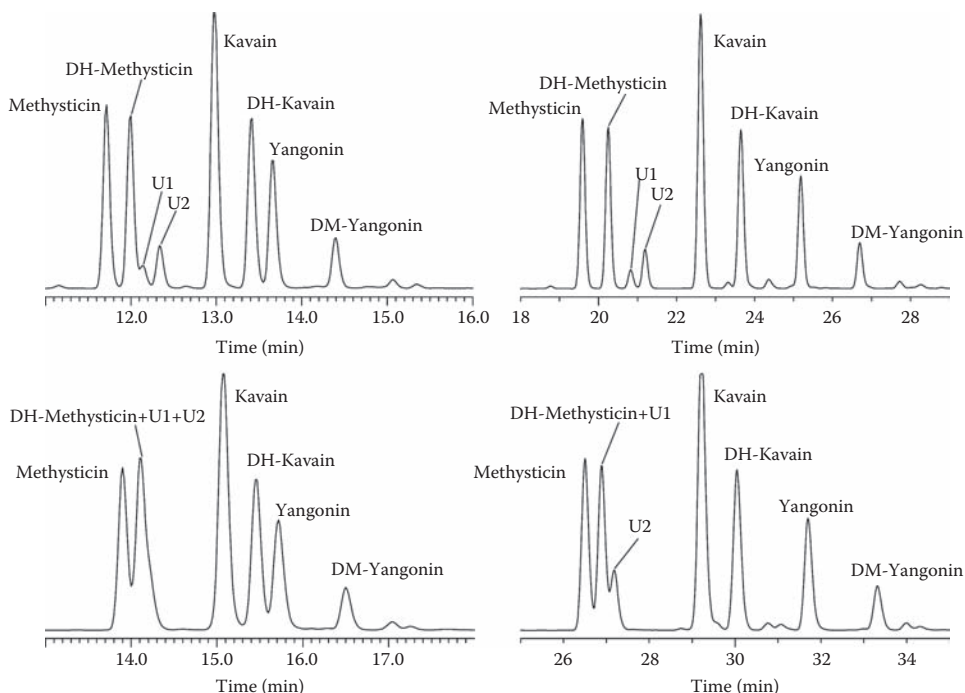 Kavain
DH-Methysticin
Methysticin
DH-Kavain
Yangonin
U1
U2
DM-Yangonin
12.0 13.0 14.0 15.0 16.0
Time (min)
Kavain
DH-Methysticin
Methysticin
DH-Kavain
Yangonin
U1
U2
DM-Yangonin
18 20 22 24 26 28
Time (min)
Kavain
DH-Methysticin+U1+U2
Methysticin
DH-Kavain
Yangonin
DM-Yangonin
14.0 15.0 16.0 17.0
Time (min)
Kavain
DH-Methysticin+U1
Methysticin
DH-Kavain
Yangonin
U2
DM-Yangonin
26 28 30 32 34
Time (min)